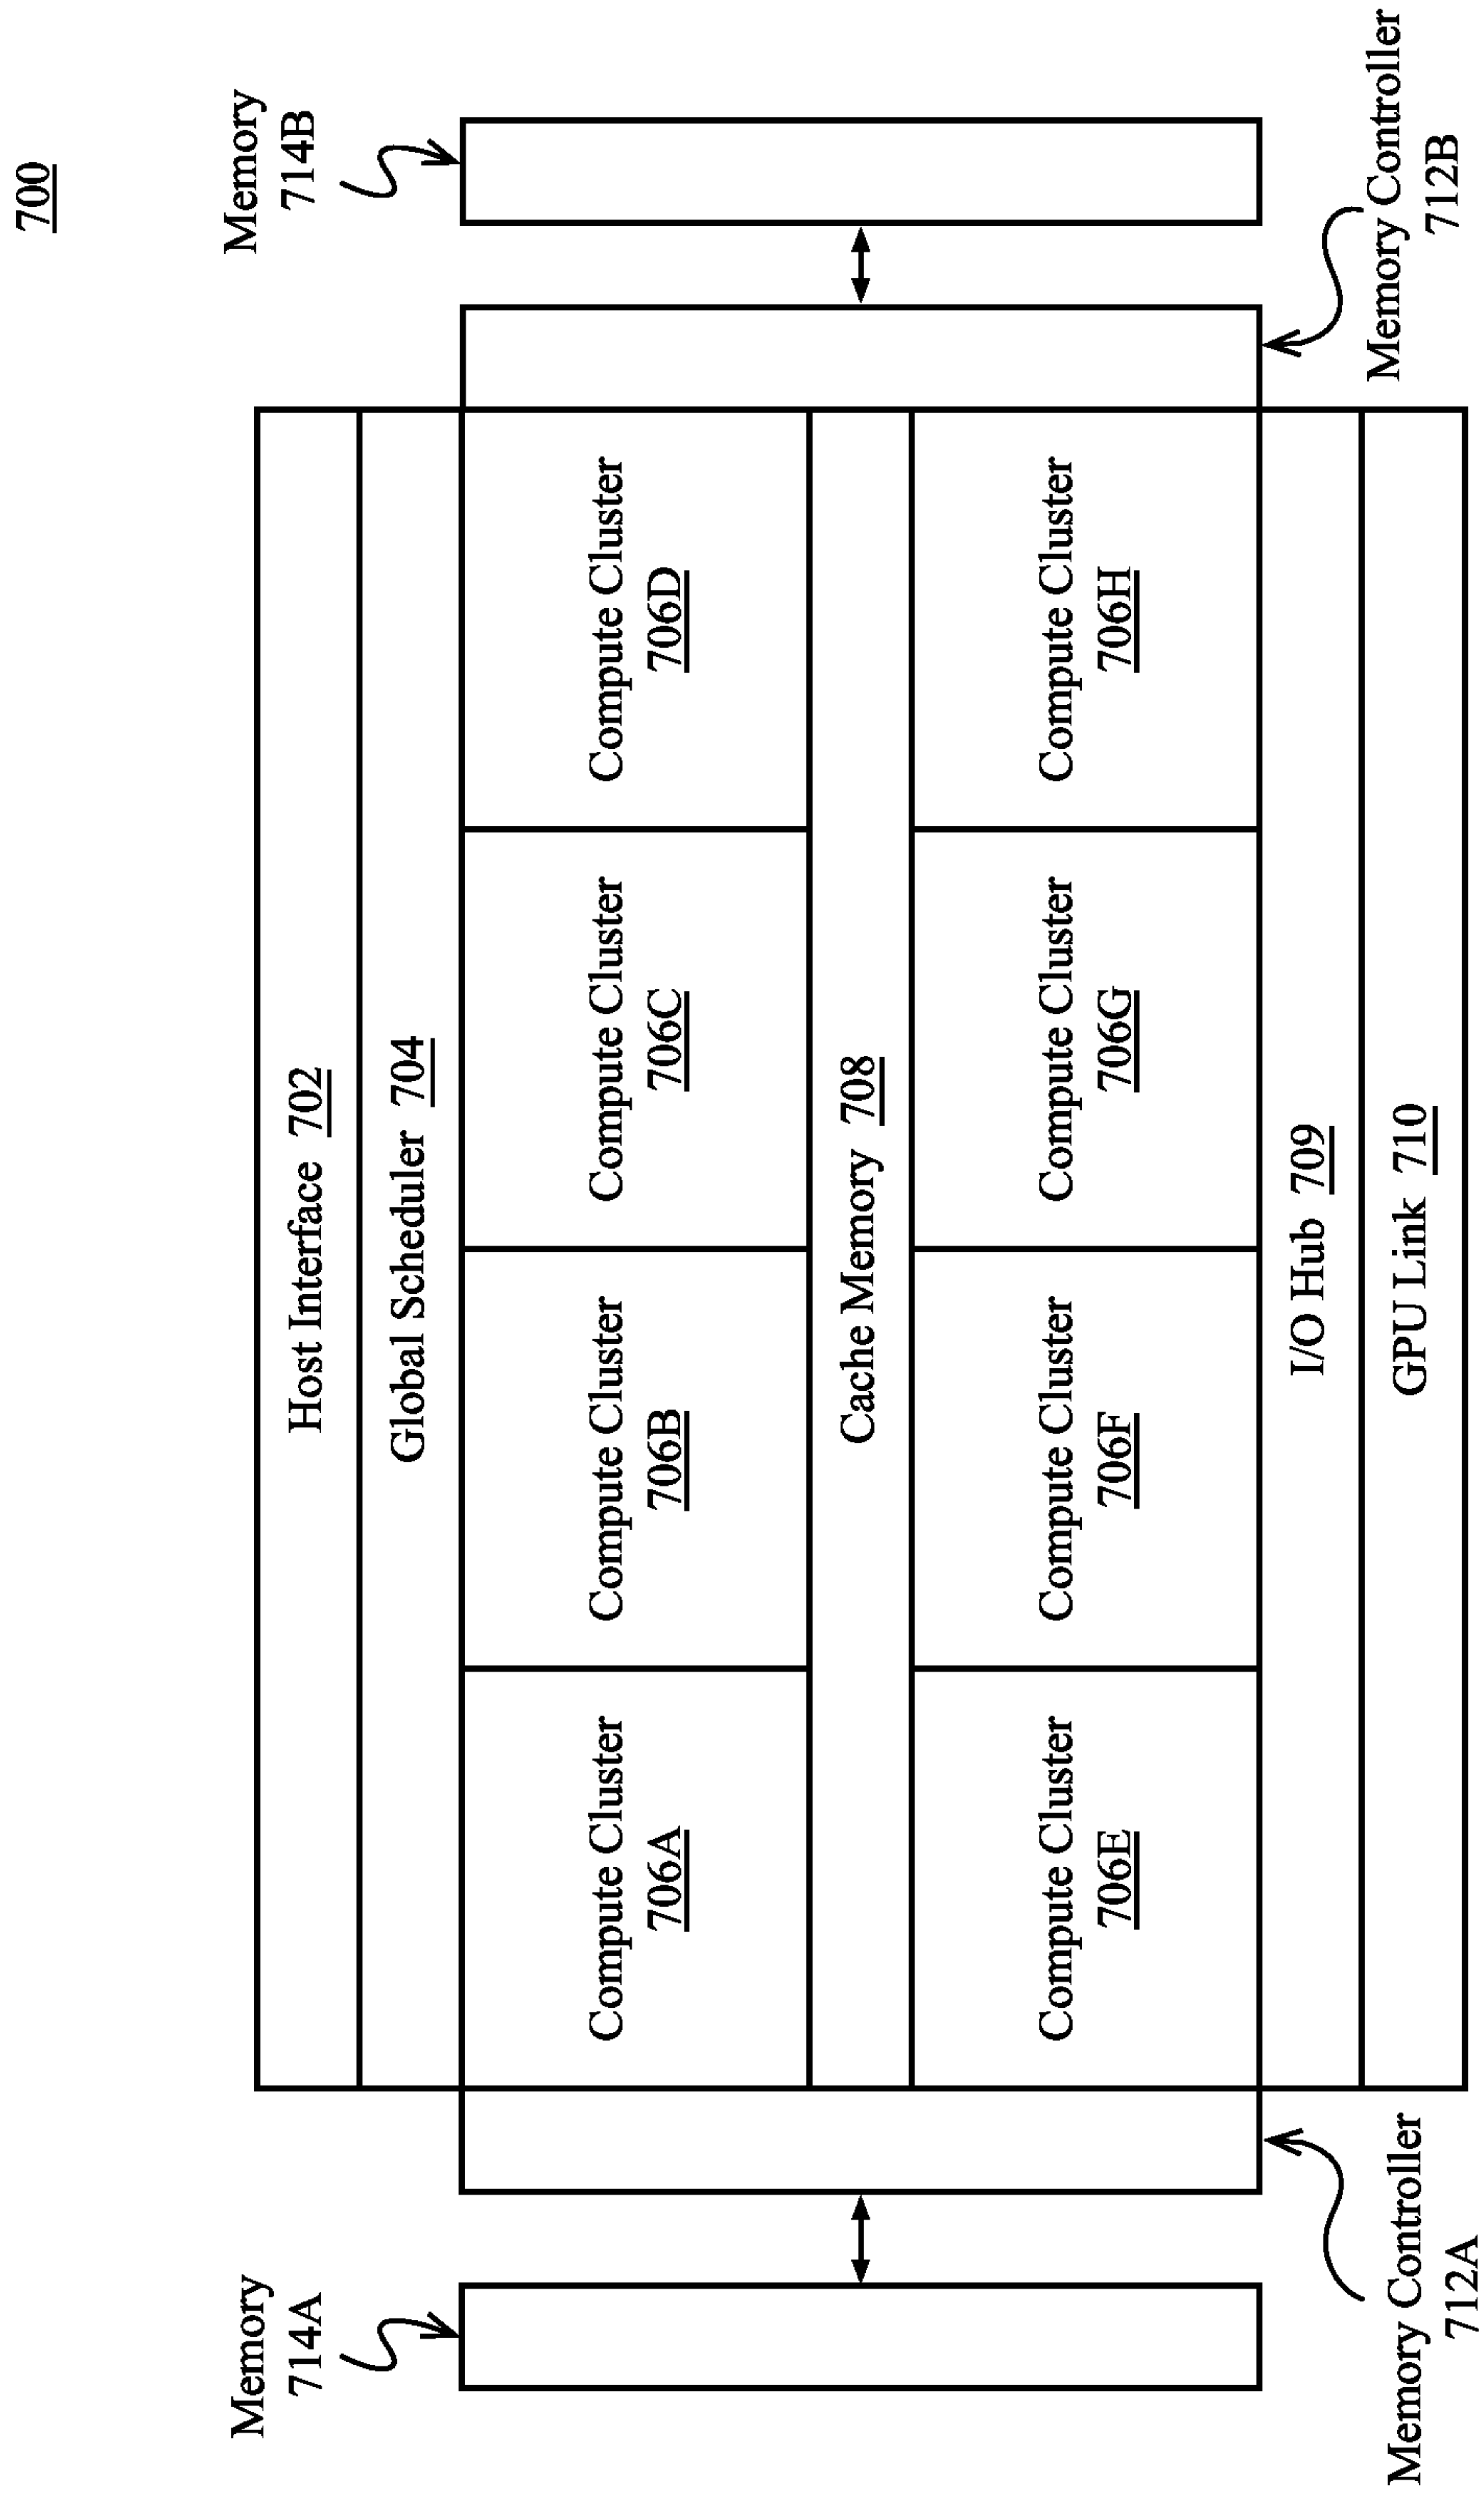 700
Memory
714A
Memory
714B
Host Interface 702
Global Scheduler 704
Compute Cluster
706A
Compute Cluster
706B
Compute Cluster
706C
Compute Cluster
706D
Cache Memory 708
Compute Cluster
706E
Compute Cluster
706F
Compute Cluster
706G
Compute Cluster
706H
I/O Hub 709
GPU Link 710
Memory Controller
712A
Memory Controller
712B